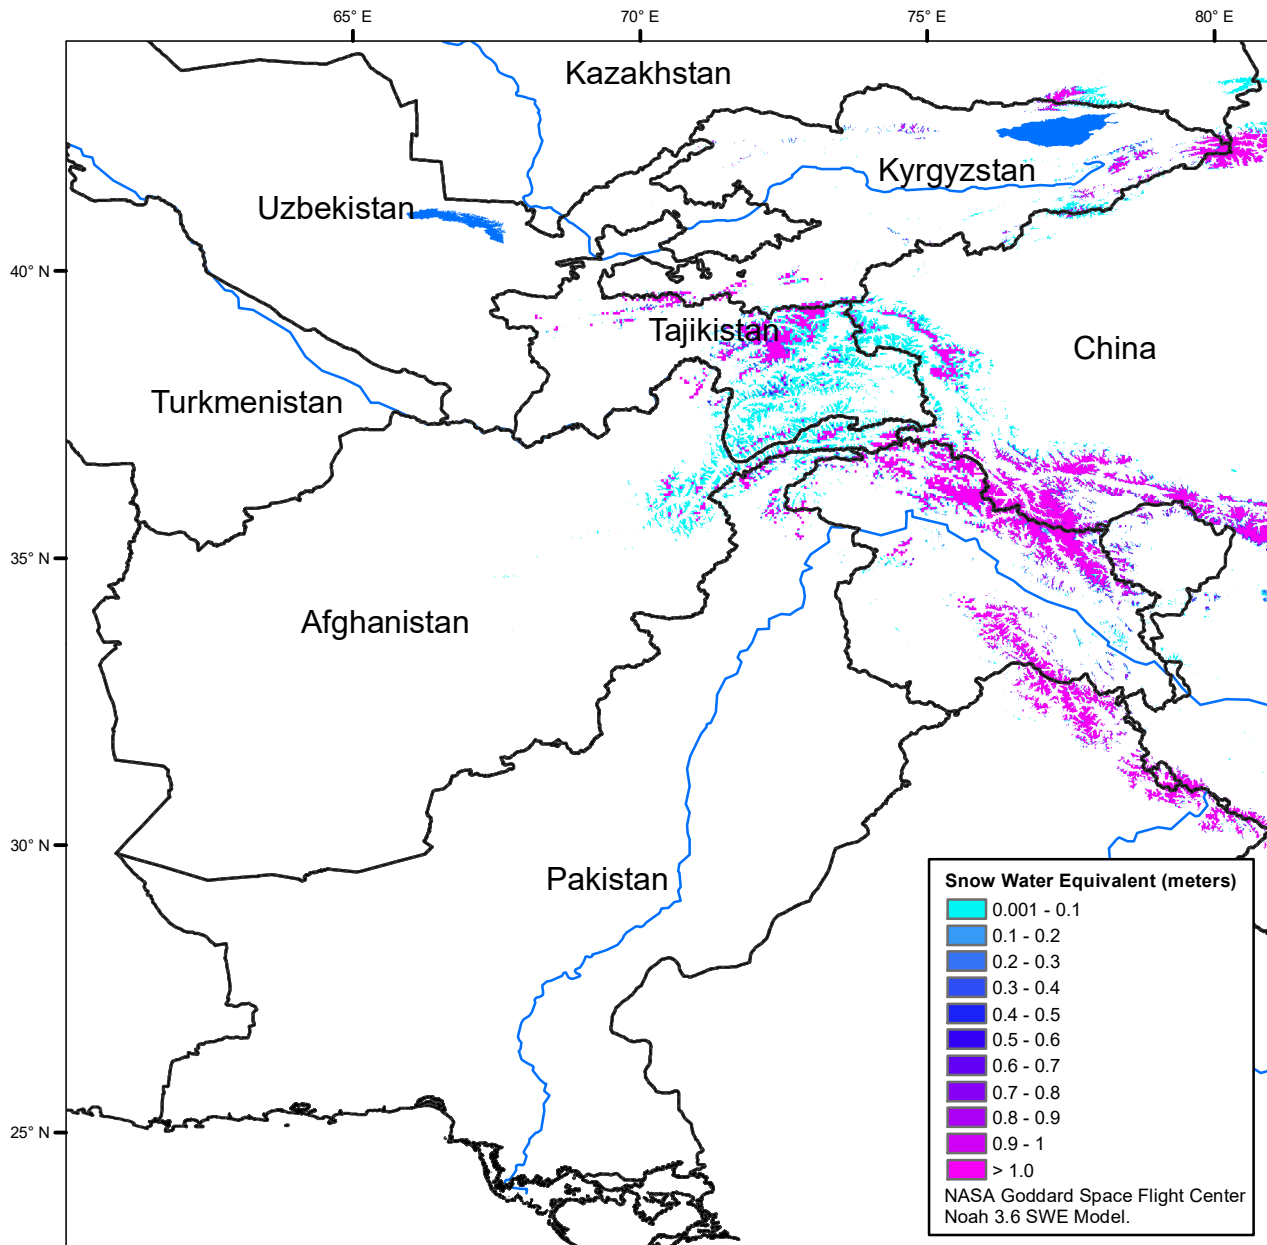 65° E
70° E
75° E
80° E
Kazakhstan
Kyrgyzstan
Uzbekistan
40° N
Tajikistan
China
Turkmenistan
35° N
Afghanistan
30° N
Pakistan
25° N
Snow Water Equivalent (meters)
0.001 - 0.1
0.1 - 0.2
0.2 - 0.3
0.3 - 0.4
0.4 - 0.5
0.5 - 0.6
0.6 - 0.7
0.7 - 0.8
0.8 - 0.9
0.9 - 1
> 1.0
NASA Goddard Space Flight Center
Noah 3.6 SWE Model.